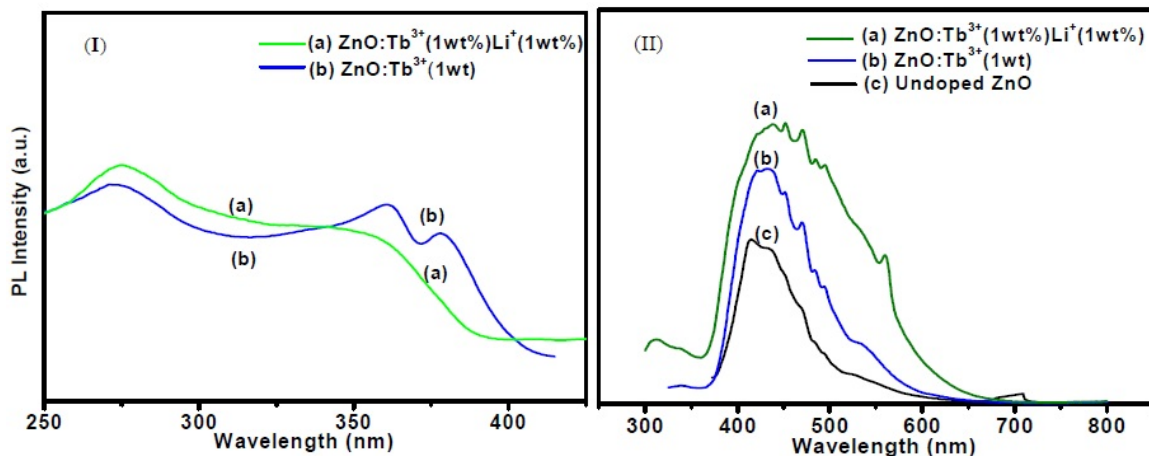 (I)
(a) ZnO:Tb³⁺(1wt%)Li⁺(1wt%)
(b) ZnO:Tb³⁺(1wt)
(a)
(b)
(b)
(a)
PL Intensity (a.u.)
250 300 350 400
Wavelength (nm)
(II)
(a) ZnO:Tb³⁺(1wt%)Li⁺(1wt%)
(b) ZnO:Tb³⁺(1wt)
(c) Undoped ZnO
(a)
(b)
(c)
300 400 500 600 700 800
Wavelength (nm)